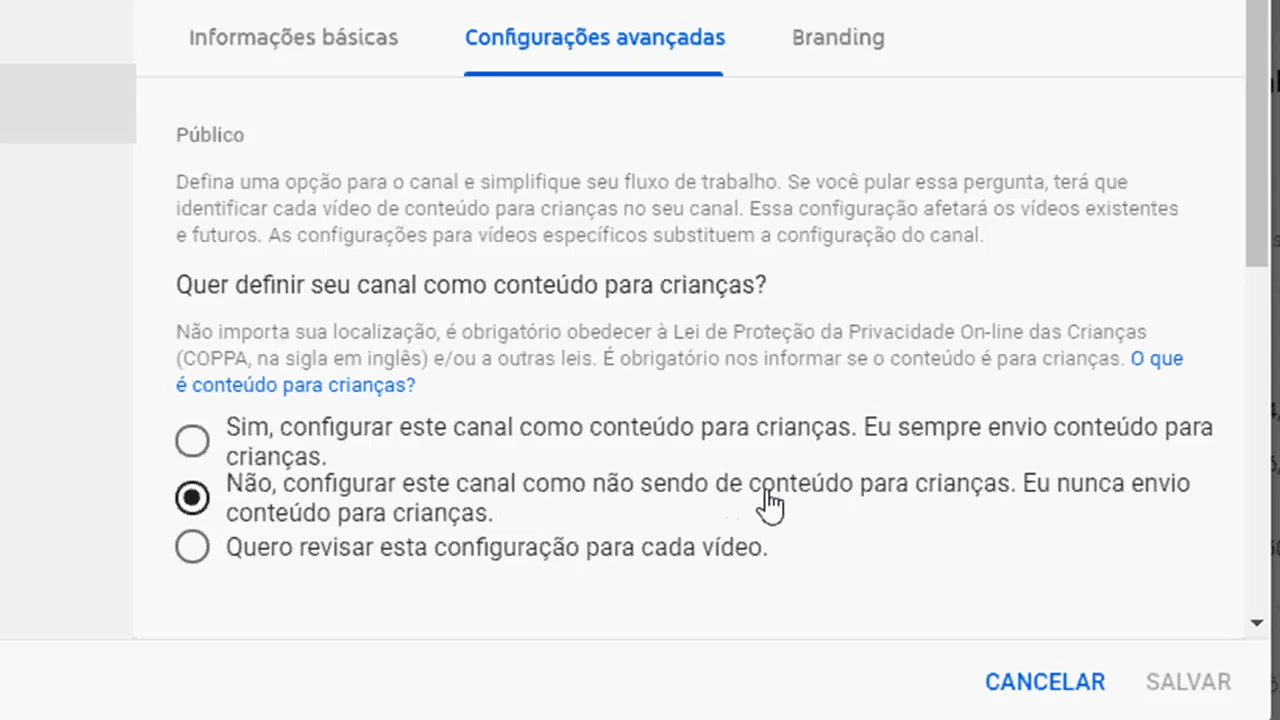 Informações básicas Configurações avançadas Branding
Público
Defina uma opção para o canal e simplifique seu fluxo de trabalho. Se você pular essa pergunta, terá que
identificar cada vídeo de conteúdo para crianças no seu canal. Essa configuração afetará os vídeos existentes
e futuros. As configurações para vídeos específicos substituem a configuração do canal.
Quer definir seu canal como conteúdo para crianças?
Não importa sua localização, é obrigatório obedecer à Lei de Proteção da Privacidade On-line das Crianças
(COPPA, na sigla em inglês) e/ou a outras leis. É obrigatório nos informar se o conteúdo é para crianças. O que
é conteúdo para crianças?
Sim, configurar este canal como conteúdo para crianças. Eu sempre envio conteúdo para
crianças.
Não, configurar este canal como não sendo de conteúdo para crianças. Eu nunca envio
conteúdo para crianças.
Quero revisar esta configuração para cada vídeo.
CANCELAR SALVAR